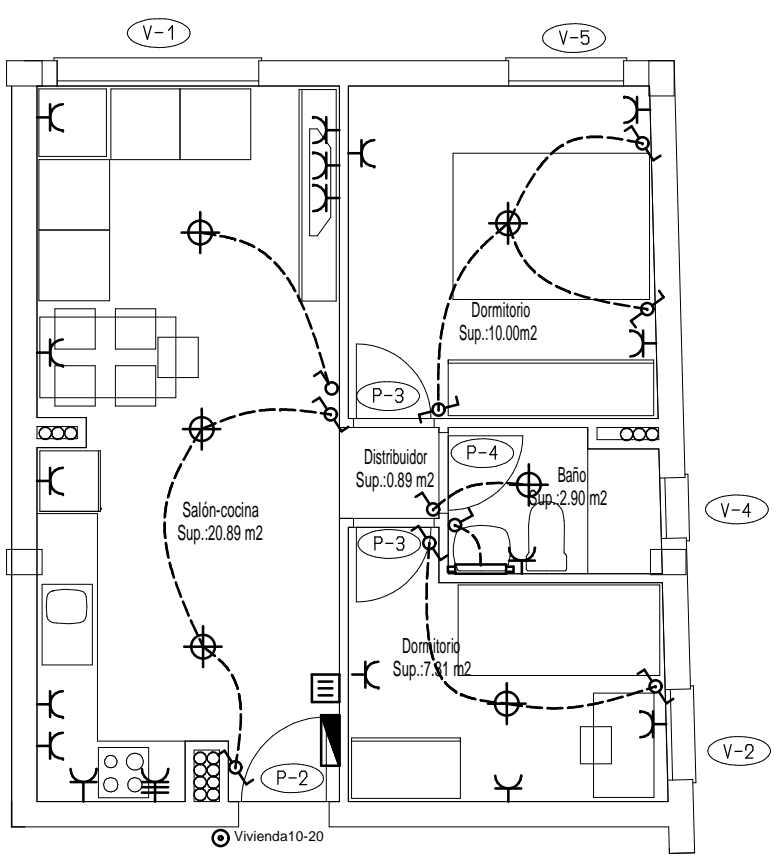 V-1
V-5
Dormitorio
Sup.:10.00m2
P-3
Distribuidor
Sup.:0.89 m2
P-4
Baño
Sup.:2.90 m2
Salón-cocina
Sup.:20.89 m2
V-4
P-3
Dormitorio
Sup.:7.81 m2
V-2
P-2
Vivienda10-20